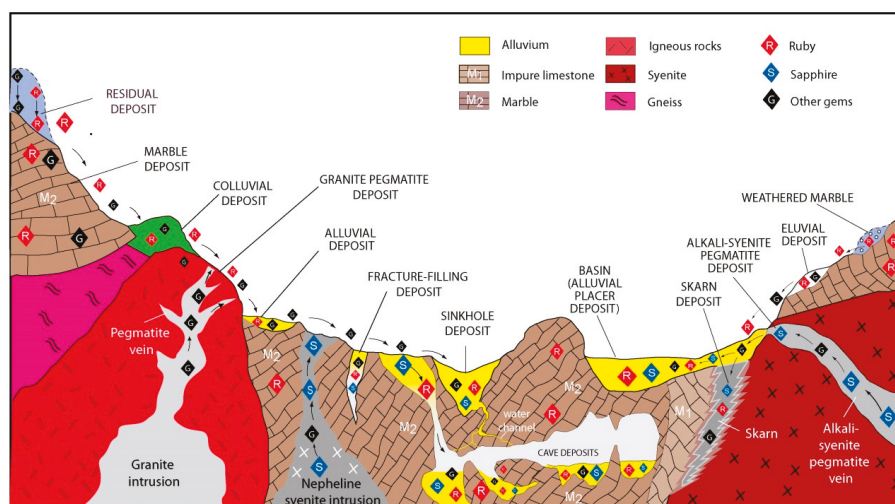 Alluvium
Igneous rocks
R
Ruby
M1
Impure limestone
Syenite
S
Sapphire
M2
Marble
Gneiss
G
Other gems
RESIDUAL
DEPOSIT
MARBLE
DEPOSIT
COLLUVIAL
DEPOSIT
GRANITE PEGMATITE
DEPOSIT
ALLUVIAL
DEPOSIT
FRACTURE-FILLING
DEPOSIT
SINKHOLE
DEPOSIT
BASIN
(ALLUVIAL
PLACER
DEPOSIT)
SKARN
DEPOSIT
ALKALI-SYENITE
PEGMATITE
DEPOSIT
ELUVIAL
DEPOSIT
WEATHERED MARBLE
M2
Pegmatite
vein
Granite
intrusion
M2
Nepheline
syenite intrusion
M2
water
channel
CAVE DEPOSITS
M2
M2
M1
Skarn
Alkali-
syenite
pegmatite
vein